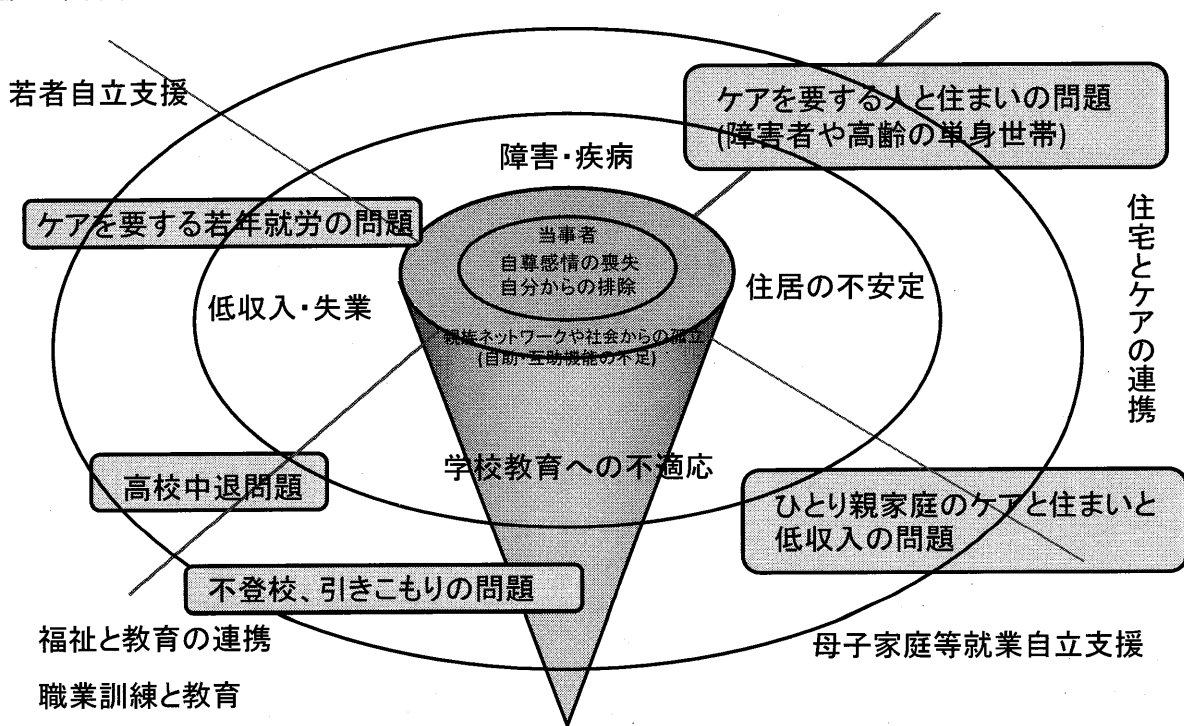 若者自立支援
ケアを要する人と住まいの問題
(障害者や高齢の単身世帯)
障害・疾病
ケアを要する若年就労の問題
住宅とケアの連携
当事者
自尊感情の喪失
自分からの排除
低収入・失業
住居の不安定
親族ネットワークや社会からの孤立
(自助・互助機能の不足)
学校教育への不適応
高校中退問題
ひとり親家庭のケアと住まいと
低収入の問題
不登校、引きこもりの問題
福祉と教育の連携
母子家庭等就業自立支援
職業訓練と教育